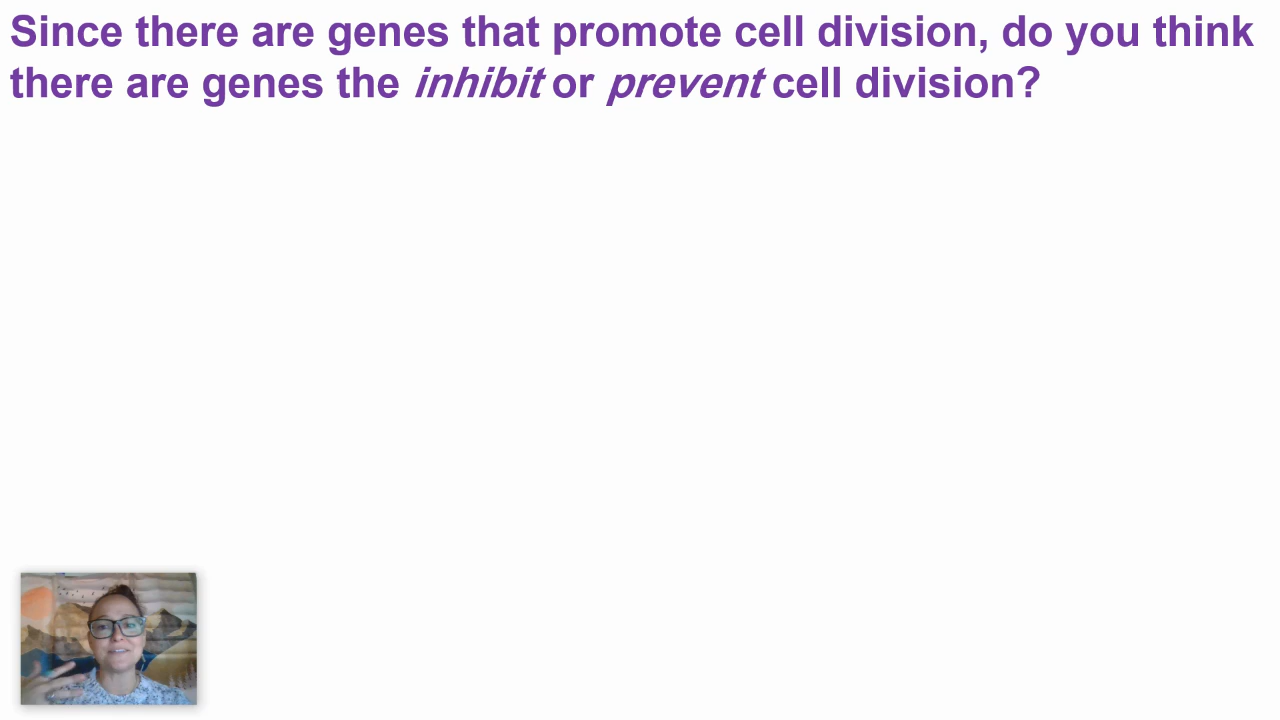 Since there are genes that promote cell division, do you think
there are genes the inhibit or prevent cell division?